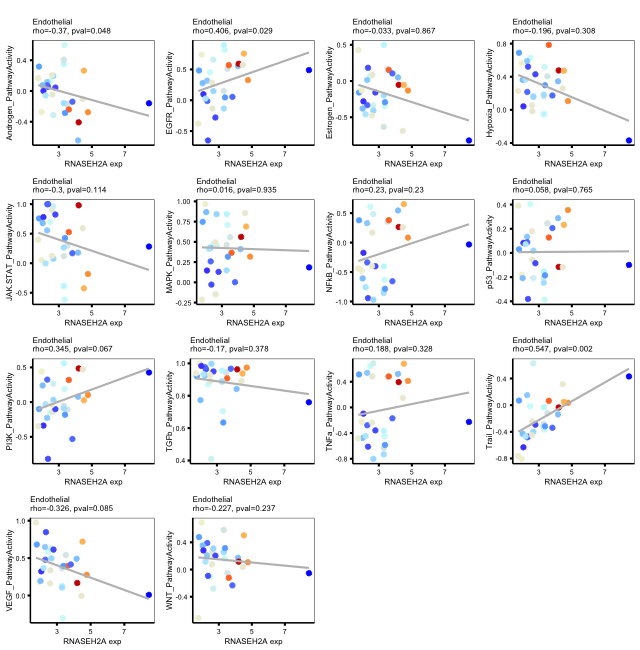 Endothelial
rho=-0.37, pval=0.048
Androgen_PathwayActivity
0.4
0.0
-0.4
3 5 7
RNASEH2A exp
Endothelial
rho=0.406, pval=0.029
EGFR_PathwayActivity
1.0
0.5
0.0
-0.5
3 5 7
RNASEH2A exp
Endothelial
rho=-0.033, pval=0.867
Estrogen_PathwayActivity
0.5
0.0
-0.5
3 5 7
RNASEH2A exp
Endothelial
rho=-0.196, pval=0.308
Hypoxia_PathwayActivity
0.8
0.4
0.0
-0.4
3 5 7
RNASEH2A exp
Endothelial
rho=-0.3, pval=0.114
JAK-STAT_PathwayActivity
1.0
0.5
0.0
-0.5
3 5 7
RNASEH2A exp
Endothelial
rho=0.016, pval=0.935
MAPK_PathwayActivity
1.00
0.75
0.50
0.25
0.00
-0.25
3 5 7
RNASEH2A exp
Endothelial
rho=0.23, pval=0.23
NFkB_PathwayActivity
0.5
0.0
-0.5
-1.0
3 5 7
RNASEH2A exp
Endothelial
rho=0.058, pval=0.765
p53_PathwayActivity
0.4
0.2
0.0
-0.2
-0.4
3 5 7
RNASEH2A exp
Endothelial
rho=0.345, pval=0.067
PI3K_PathwayActivity
0.5
0.0
-0.5
3 5 7
RNASEH2A exp
Endothelial
rho=-0.17, pval=0.378
TGFb_PathwayActivity
1.0
0.8
0.6
0.4
3 5 7
RNASEH2A exp
Endothelial
rho=0.188, pval=0.328
TNFa_PathwayActivity
0.4
0.0
-0.4
-0.8
3 5 7
RNASEH2A exp
Endothelial
rho=0.547, pval=0.002
Trail_PathwayActivity
0.4
0.0
-0.4
-0.8
3 5 7
RNASEH2A exp
Endothelial
rho=-0.326, pval=0.085
VEGF_PathwayActivity
1.0
0.5
0.0
3 5 7
RNASEH2A exp
Endothelial
rho=-0.227, pval=0.237
WNT_PathwayActivity
0.4
0.0
-0.4
3 5 7
RNASEH2A exp